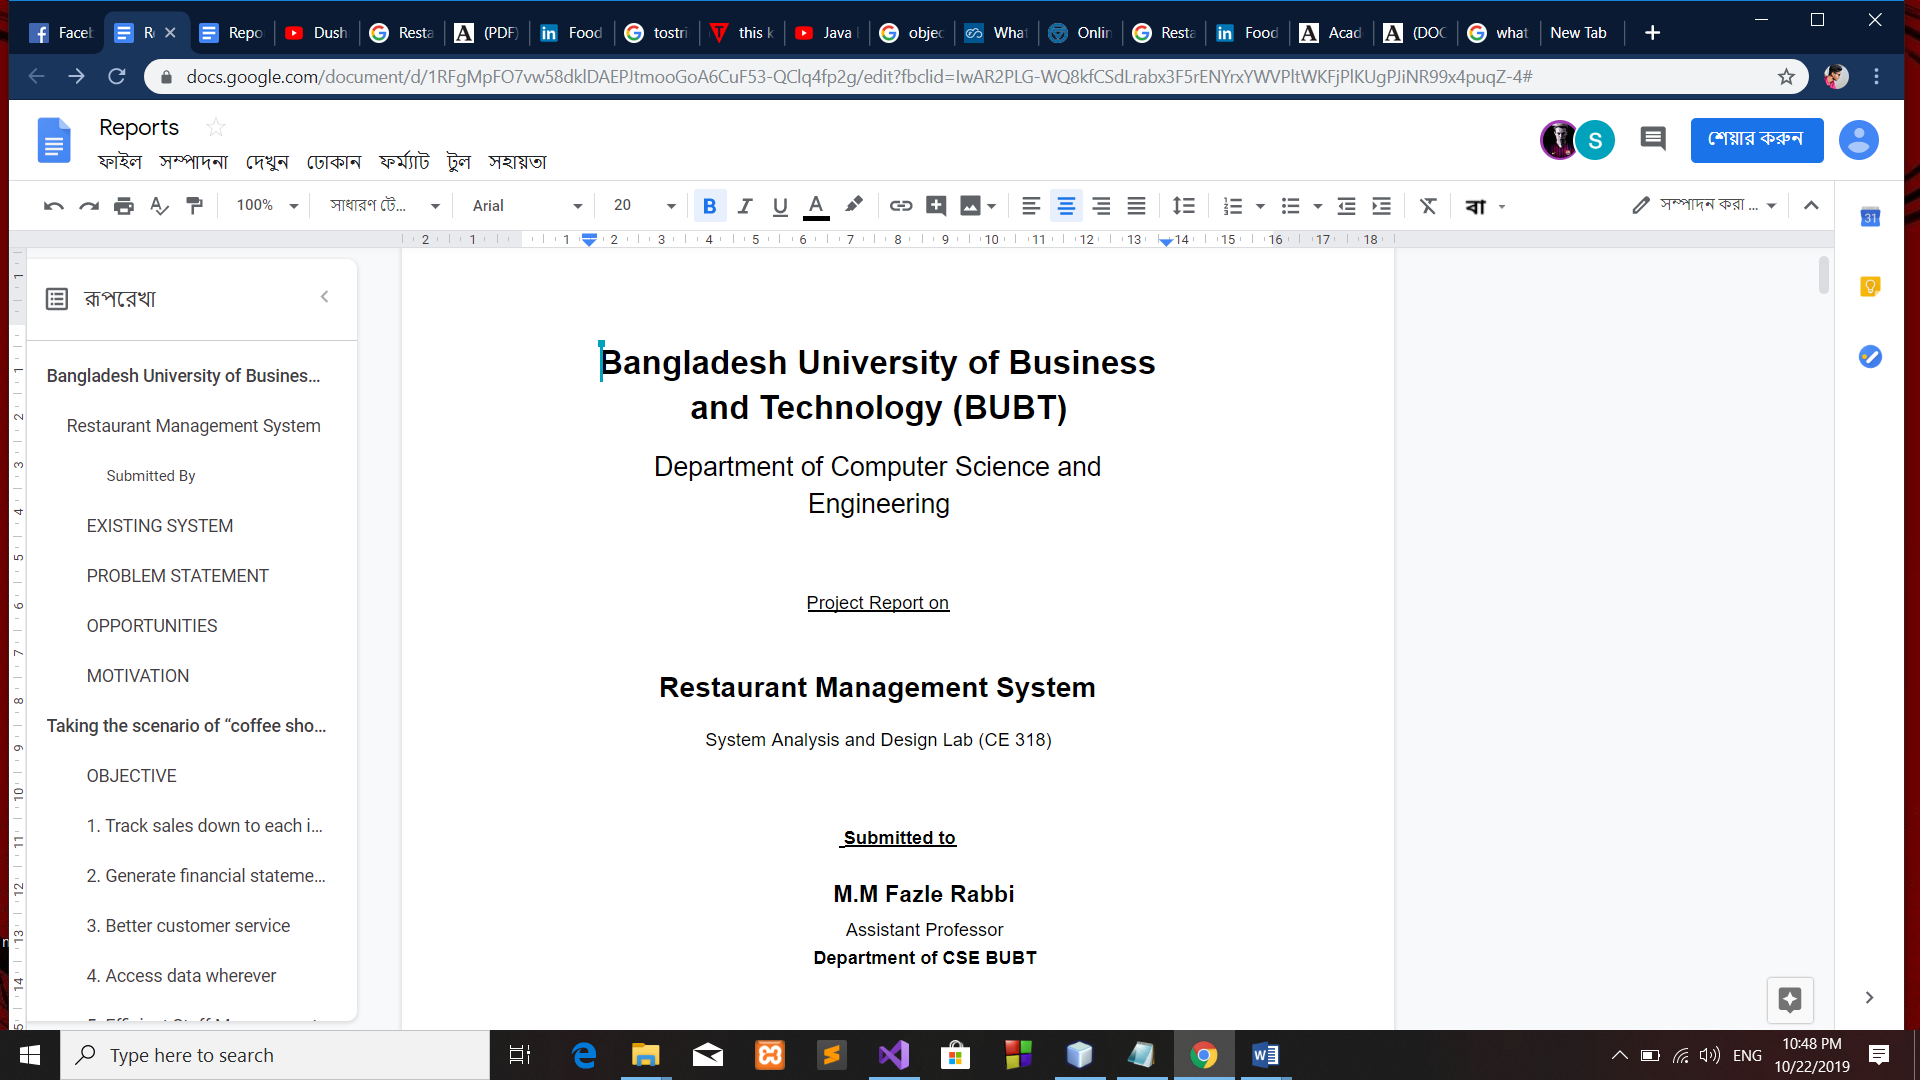 Faceb
Re
Repo
Dush
Resta
(PDF)
Food
tostri
this k
Java
objec
What
Onlin
Resta
Food
Acad
(DOC
what
New Tab
docs.google.com/document/d/1RFgMpFO7vw58dklDAEPJtmooGoA6CuF53-QClq4fp2g/edit?fbclid=IwAR2PLG-WQ8kfCSdLrabx3F5rENYrxYWVPltWKFjPlKUgPJiNR99x4puqZ-4#
Reports
ফাইল সম্পাদনা দেখুন ঢোকান ফর্ম্যাট টুল সহায়তা
S
শেয়ার করুন
100% সাধারণ টে... Arial 20 B I U A বা সম্পাদন করা ...
2 1 1 2 3 4 5 6 7 8 9 10 11 12 13 14 15 16 17 18
31
রূপরেখা
Bangladesh University of Busines...
Restaurant Management System
Submitted By
EXISTING SYSTEM
PROBLEM STATEMENT
OPPORTUNITIES
MOTIVATION
Taking the scenario of “coffee sho...
OBJECTIVE
1. Track sales down to each i...
2. Generate financial stateme...
3. Better customer service
4. Access data wherever
Bangladesh University of Business
and Technology (BUBT)
Department of Computer Science and
Engineering
Project Report on
Restaurant Management System
System Analysis and Design Lab (CE 318)
Submitted to
M.M Fazle Rabbi
Assistant Professor
Department of CSE BUBT
Type here to search
ENG
10:48 PM
10/22/2019